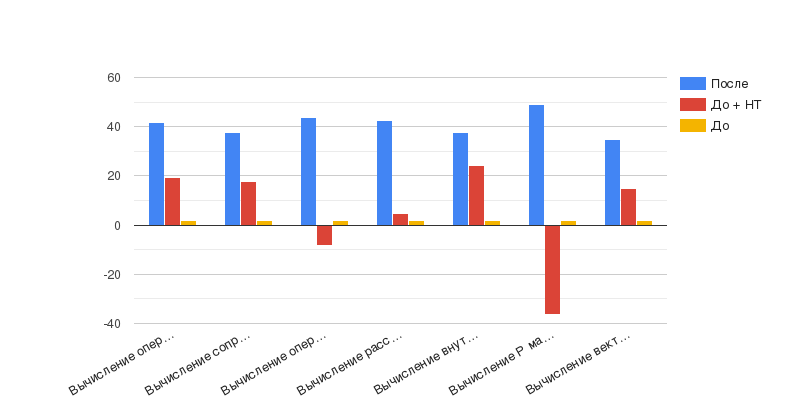 60
40
20
0
-20
-40
После
До + НТ
До
Вычисление опер...
Вычисление сопр...
Вычисление опер...
Вычисление расс...
Вычисление внут...
Вычисление P ма...
Вычисление вект...